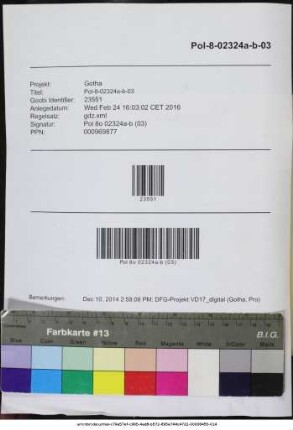 Pol-8-02324a-b-03
Projekt: Gotha
Titel: Pol-8-02324a-b-03
Goobi Identifier: 23551
Anlegedatum: Wed Feb 24 16:03:02 CET 2016
Regelsatz: gdz.xml
Signatur: Pol 8o 02324a-b (03)
PPN: 000969877
23551
Pol 8o 02324a-b (03)
Bemerkungen: Dec 10, 2014 2:58:08 PM: DFG-Projekt VD17_digital (Gotha, Pro)
Farbkarte #13
B.I.G.
Blue Cyan Green Yellow Red Magenta White 3/Color Black